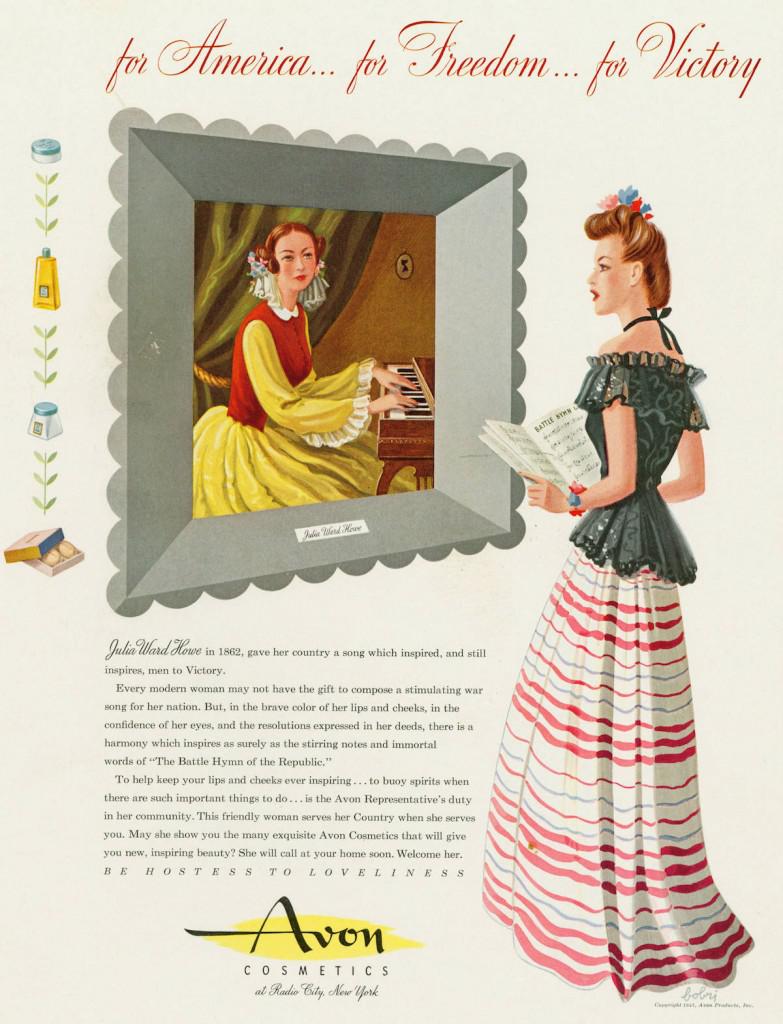 for America... for Freedom... for Victory
BATTLE HYMN
Julia Ward Howe
Julia Ward Howe in 1862, gave her country a song which inspired, and still
inspires, men to Victory.
Every modern woman may not have the gift to compose a stimulating war
song for her nation. But, in the brave color of her lips and cheeks, in the
confidence of her eyes, and the resolutions expressed in her deeds, there is a
harmony which inspires as surely as the stirring notes and immortal
words of "The Battle Hymn of the Republic."
To help keep your lips and cheeks ever inspiring...to buoy spirits when
there are such important things to do...is the Avon Representative's duty
in her community. This friendly woman serves her Country when she serves
you. May she show you the many exquisite Avon Cosmetics that will give
you new, inspiring beauty? She will call at your home soon. Welcome her.
BE HOSTESS TO LOVELINESS
Avon
COSMETICS
at Radio City, New York
bobri